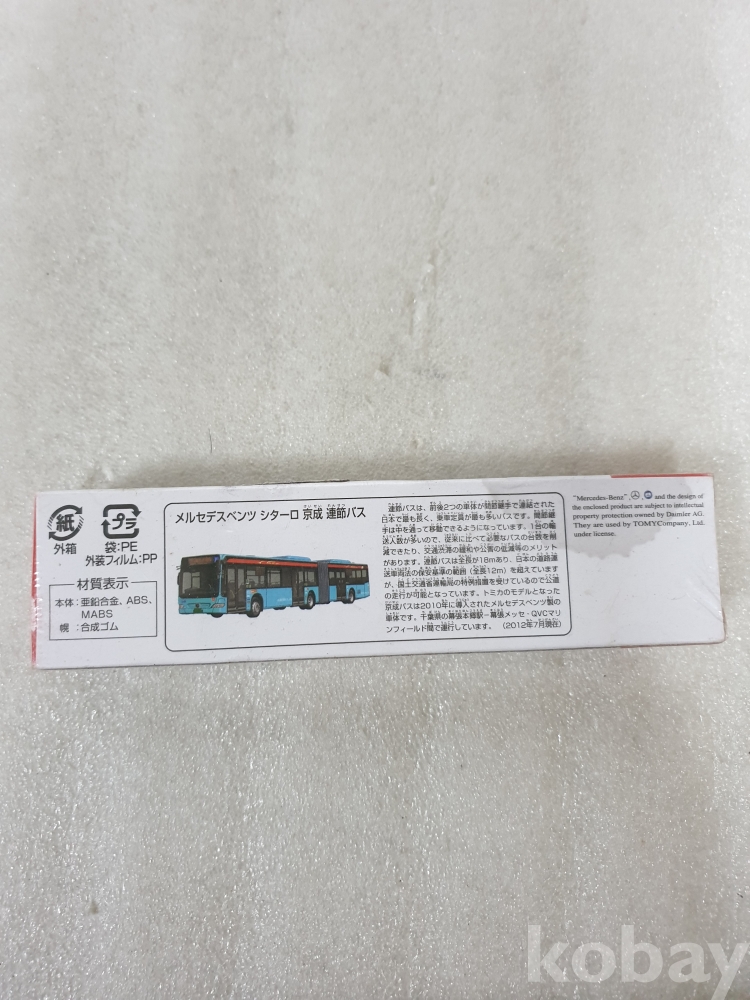 紙
外箱
プラ
袋:PE
外装フィルム:PP
材質表示
本体：亜鉛合金、ABS、
MABS
幌：合成ゴム
メルセデスベンツ シターロ 京成 連節バス
連節バスは、前後2つの車体が関節継手で連結された
日本で最も長く、乗車定員が最も多いバスです。関節継
手は中を通って移動できるようになっています。1台の輸
送人数が多いので、従来に比べて必要なバスの台数を削
減できたり、交通渋滞の緩和や公害の低減等のメリット
があります。連節バスは全長が18mあり、日本の道路運
送車両法の保安基準の範囲（全長12m）を超えています
が、国土交通省運輸局の特例措置を受けているので公道
の走行が可能となっています。トミカのモデルとなった
京成バスは2010年に導入されたメルセデスベンツ製の
車体です。千葉県の幕張本郷駅－幕張メッセ・QVCマリ
ンフィールド間で運行しています。（2012年7月現在）
"Mercedes-Benz", and the design of
the enclosed product are subject to intellectual
property protection owned by Daimler AG.
They are used by TOMYCompany, Ltd.
under license.
kobay